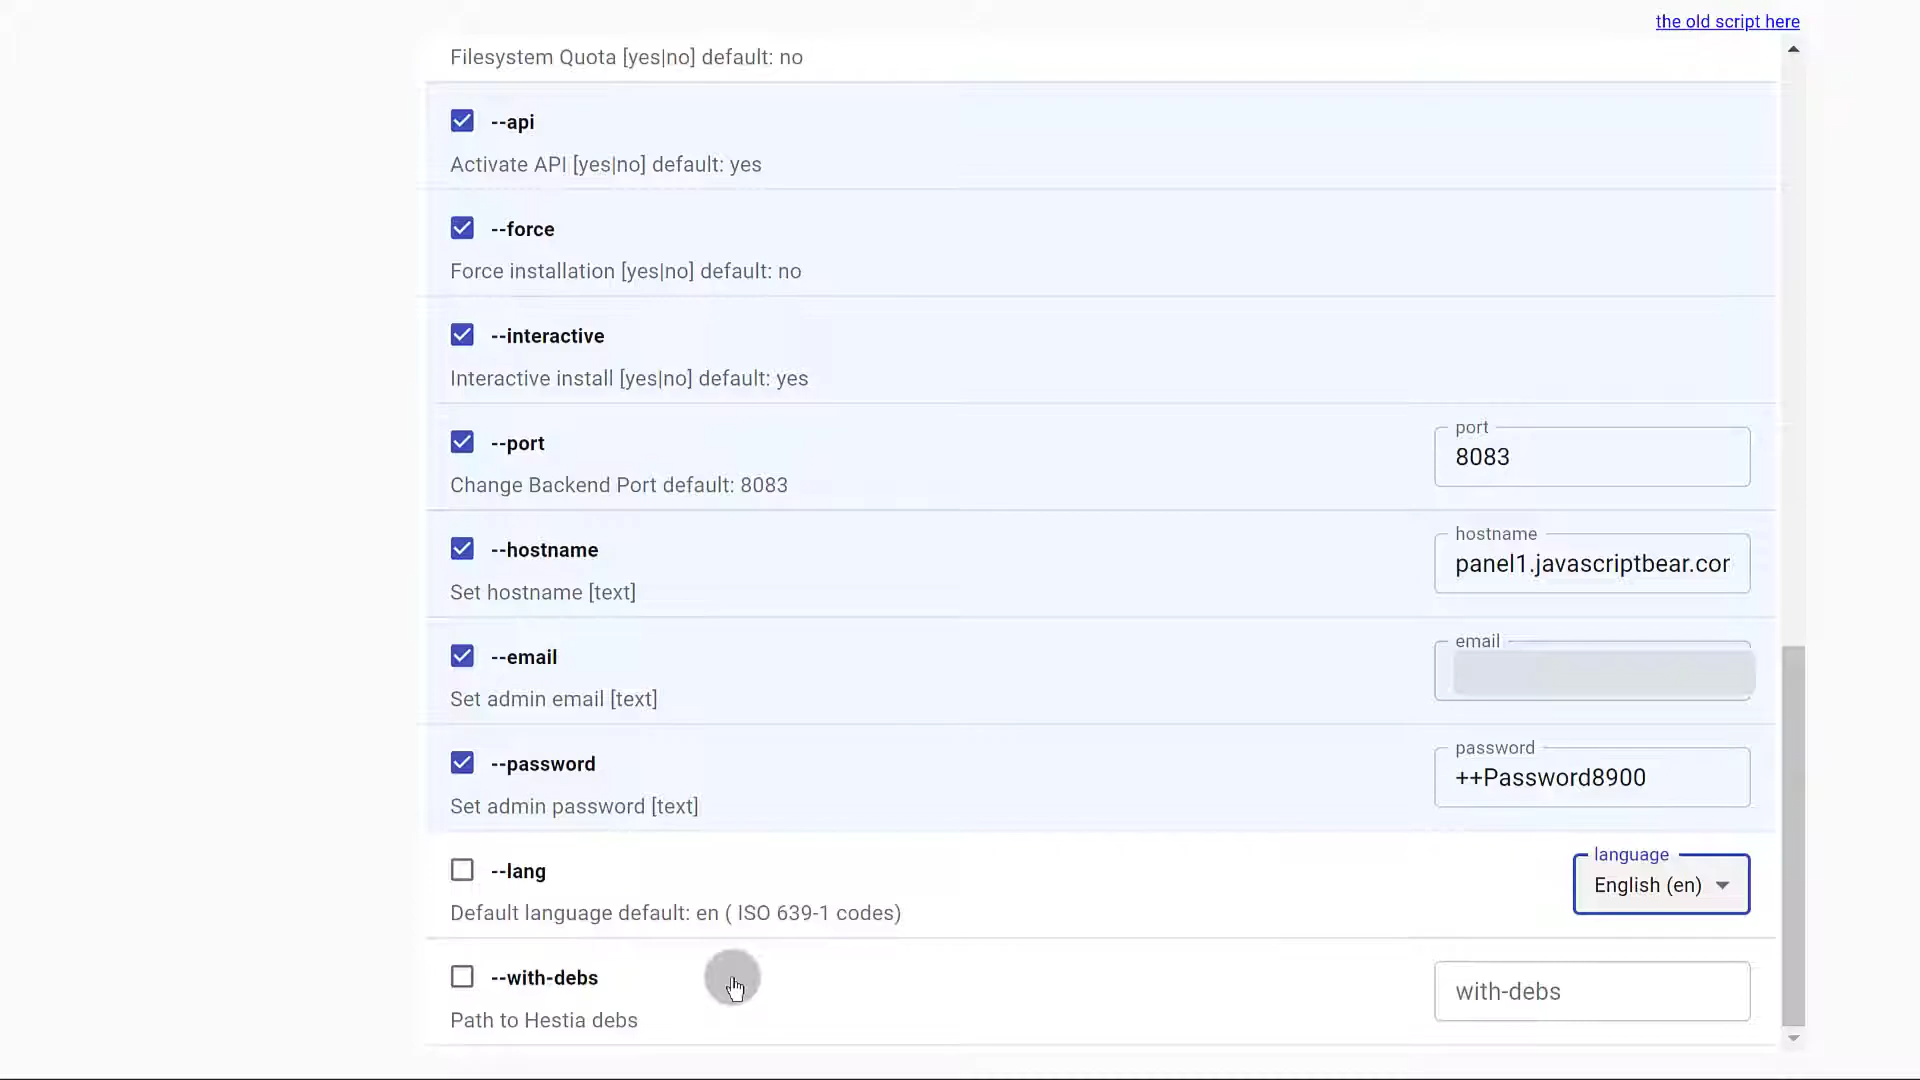 the old script here
Filesystem Quota [yes|no] default: no
--api
Activate API [yes|no] default: yes
--force
Force installation [yes|no] default: no
--interactive
Interactive install [yes|no] default: yes
--port
port
8083
Change Backend Port default: 8083
--hostname
hostname
panel1.javascriptbear.cor
Set hostname [text]
--email
email
Set admin email [text]
--password
password
++Password8900
Set admin password [text]
--lang
language
English (en)
Default language default: en ( ISO 639-1 codes)
--with-debs
with-debs
Path to Hestia debs